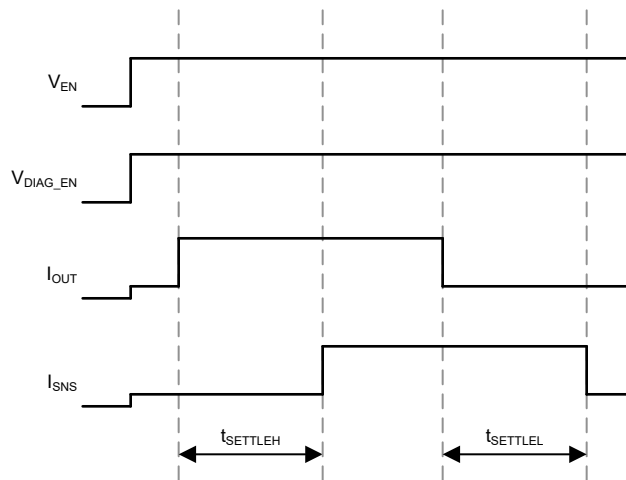 V_EN
V_DIAG_EN
I_OUT
I_SNS
t_SETTLEH t_SETTLEL